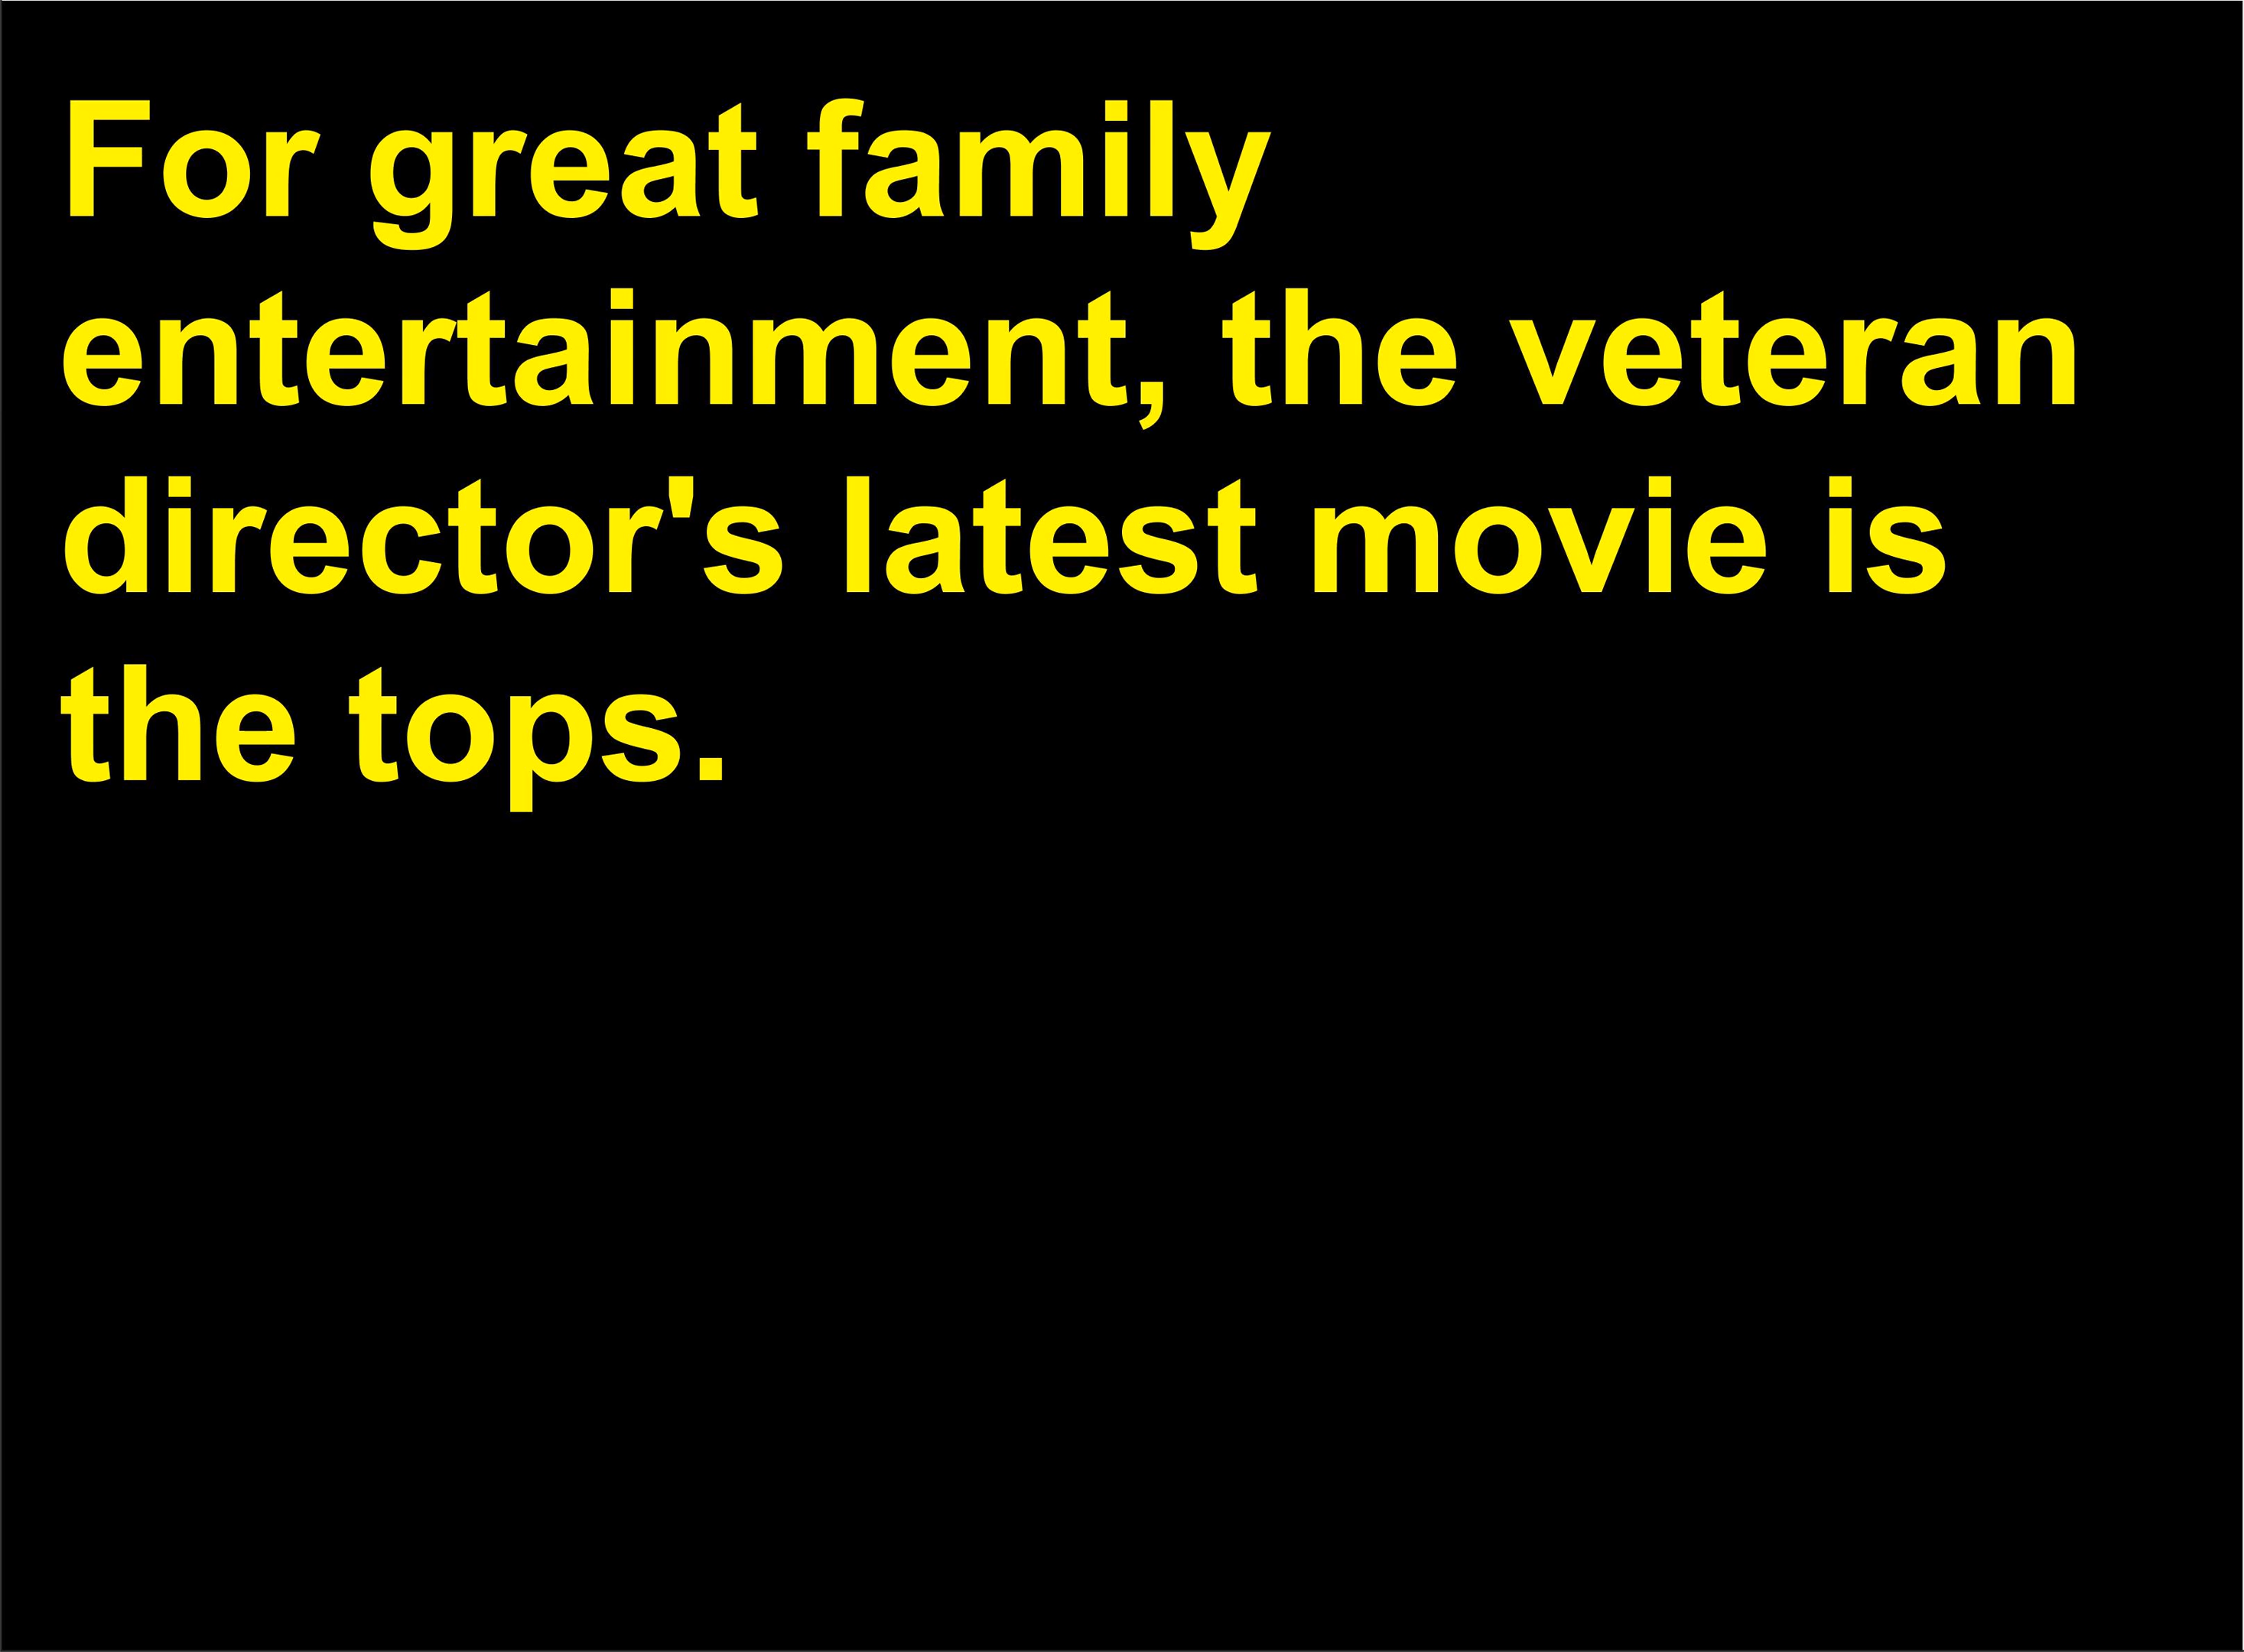 For great family
entertainment, the veteran
director's latest movie is
the tops.